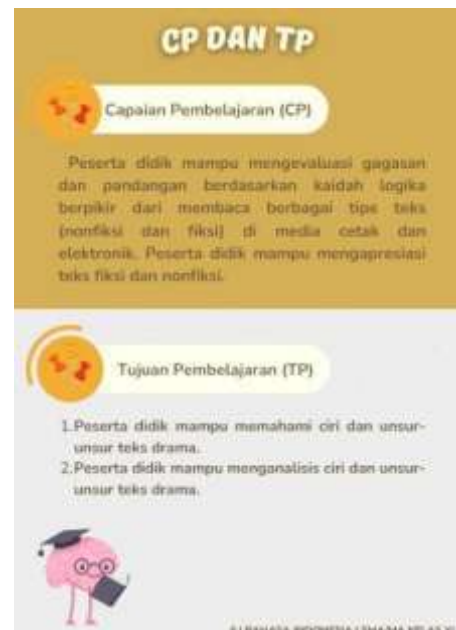 CP DAN TP
Capaian Pembelajaran (CP)
Peserta didik mampu mengevaluasi gagasan
dan pandangan berdasarkan kaidah logika
berpikir dari membaca berbagai tipe teks
(nonfiksi dan fiksi) di media cetak dan
elektronik. Peserta didik mampu mengapresiasi
teks fiksi dan nonfiksi.
Tujuan Pembelajaran (TP)
1.Peserta didik mampu memahami ciri dan unsur-
unsur teks drama.
2.Peserta didik mampu menganalisis ciri dan unsur-
unsur teks drama.
BAHASA INDONESIA